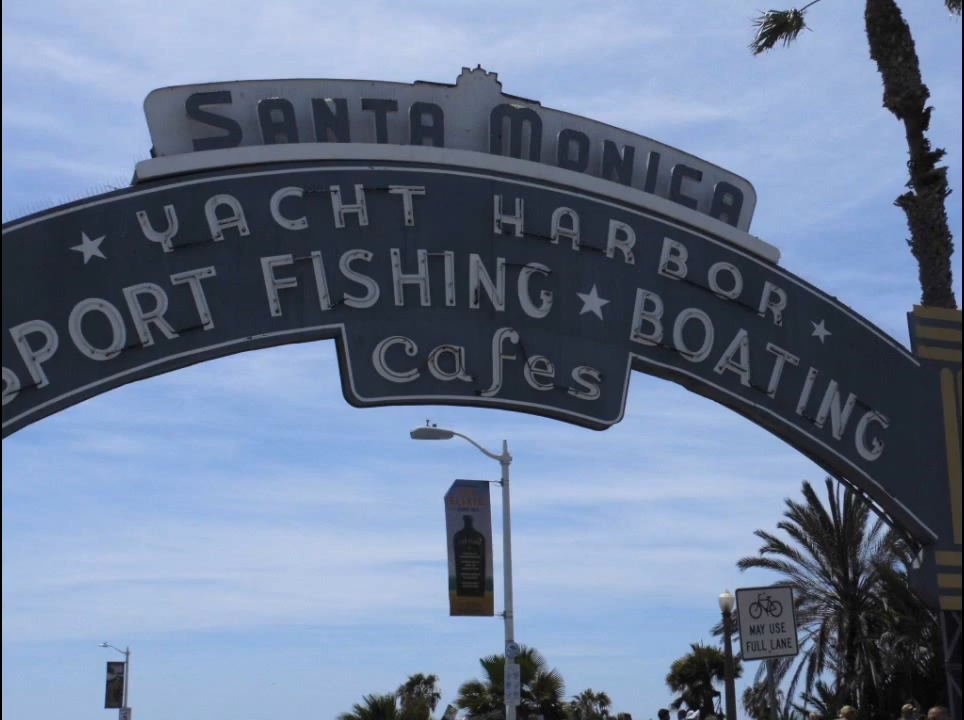 SANTA MONICA
YACHT HARBOR
SPORT FISHING ★ BOATING
cafes
MAY USE
FULL LANE